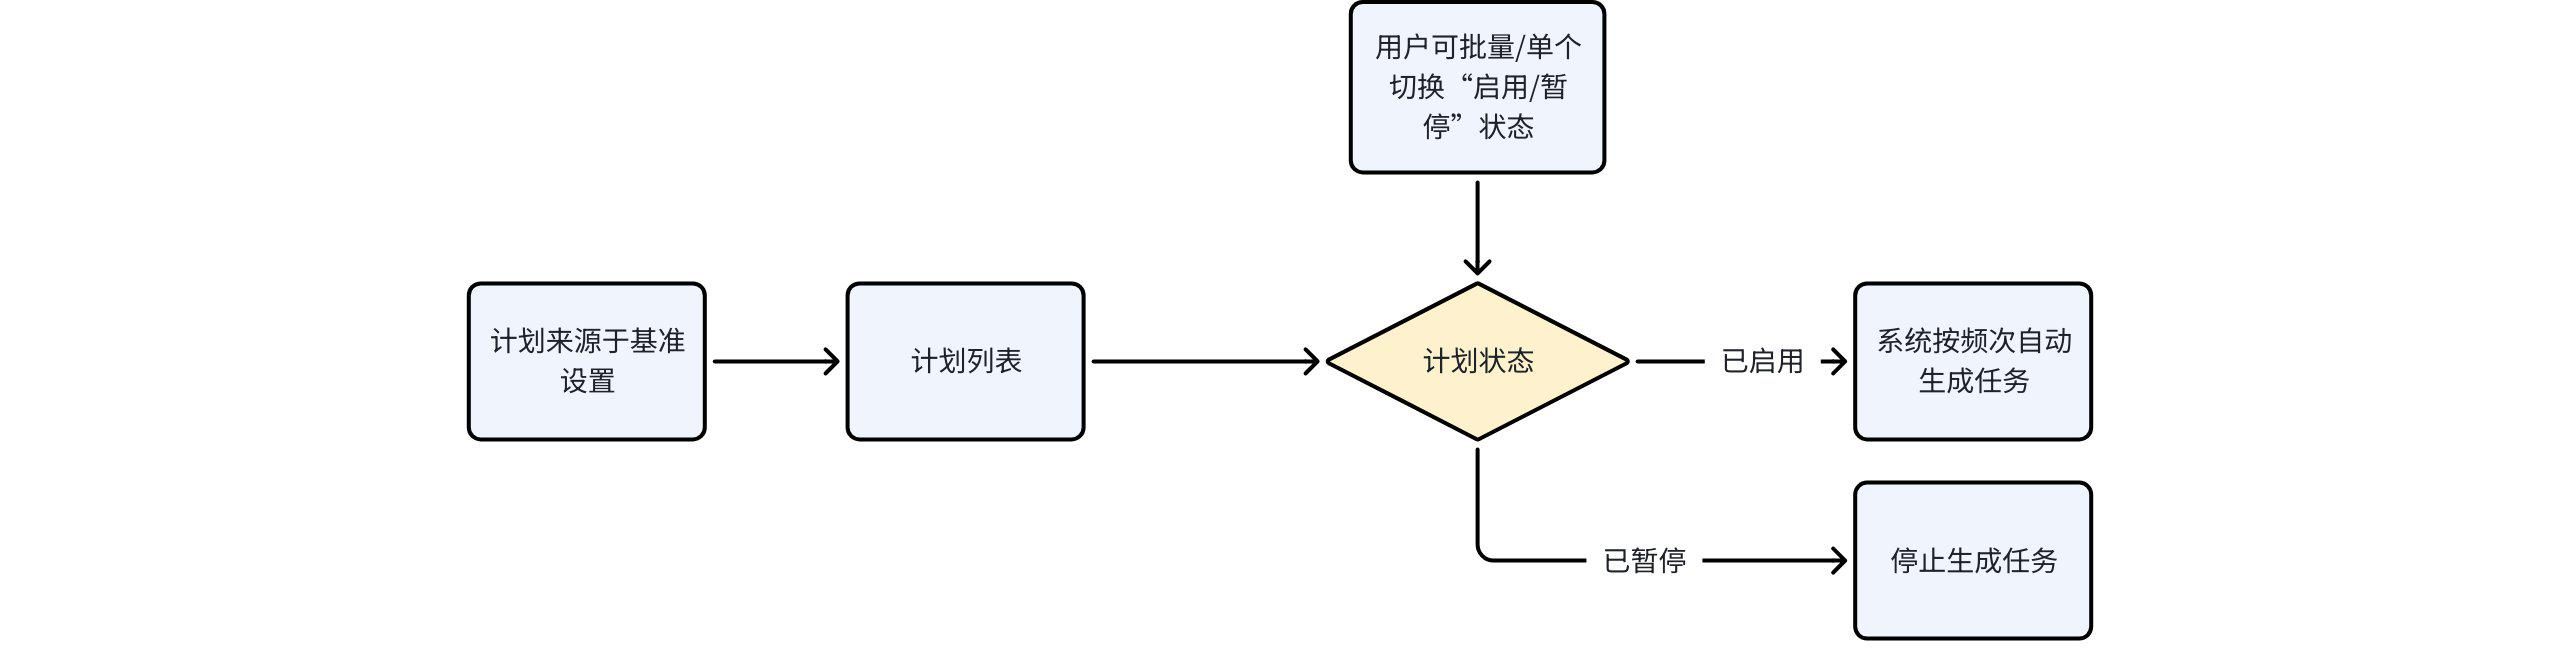 用户可批量/单个
切换“启用/暂
停”状态
计划来源于基准
设置
计划列表
计划状态
已启用
系统按频次自动
生成任务
已暂停
停止生成任务